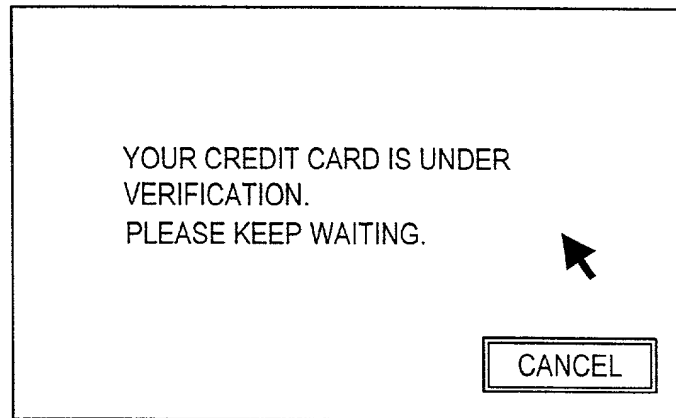 YOUR CREDIT CARD IS UNDER
VERIFICATION.
PLEASE KEEP WAITING.
CANCEL